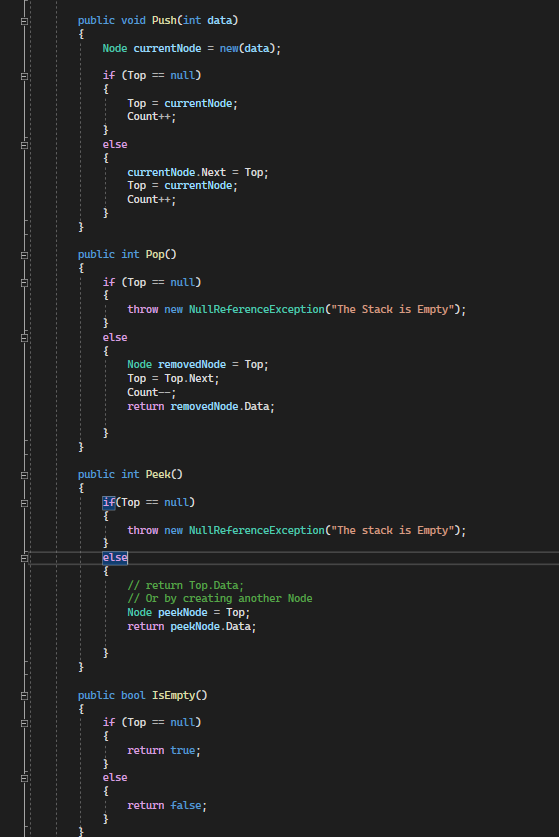 public void Push(int data)
{
Node currentNode = new(data);
if (Top == null)
{
Top = currentNode;
Count++;
}
else
{
currentNode.Next = Top;
Top = currentNode;
Count++;
}
}
public int Pop()
{
if (Top == null)
{
throw new NullReferenceException("The Stack is Empty");
}
else
{
Node removedNode = Top;
Top = Top.Next;
Count--;
return removedNode.Data;
}
}
public int Peek()
{
if(Top == null)
{
throw new NullReferenceException("The stack is Empty");
}
else
{
// return Top.Data;
// Or by creating another Node
Node peekNode = Top;
return peekNode.Data;
}
}
public bool IsEmpty()
{
if (Top == null)
{
return true;
}
else
{
return false;
}
}